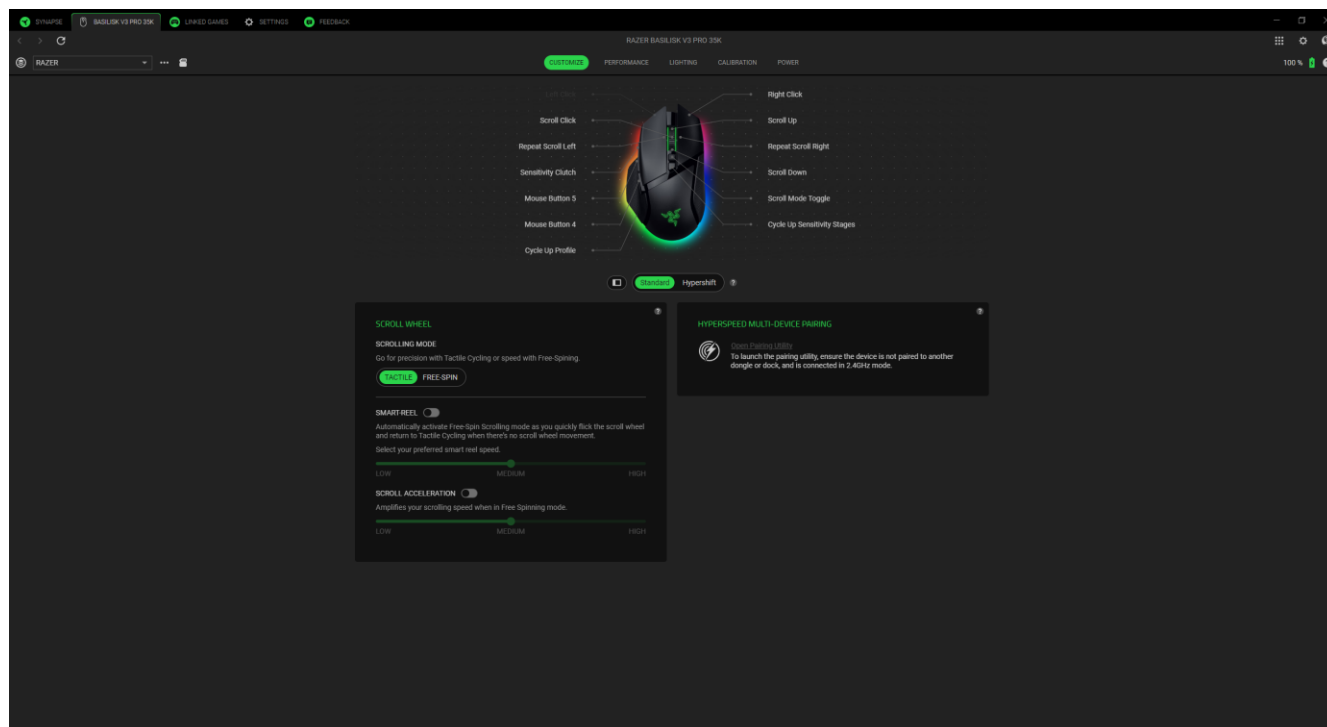 SYNAPSE
BASILISK V3 PRO 35K
LINKED GAMES
SETTINGS
FEEDBACK
RAZER BASILISK V3 PRO 35K
RAZER
CUSTOMIZE
PERFORMANCE
LIGHTING
CALIBRATION
POWER
100 %
Left Click
Right Click
Scroll Click
Scroll Up
Repeat Scroll Left
Repeat Scroll Right
Sensitivity Clutch
Scroll Down
Mouse Button 5
Scroll Mode Toggle
Mouse Button 4
Cycle Up Sensitivity Stages
Cycle Up Profile
Standard
Hypershift
?
SCROLL WHEEL
?
SCROLLING MODE
Go for precision with Tactile Cycling or speed with Free-Spining.
TACTILE
FREE-SPIN
SMART-REEL
Automatically activate Free-Spin Scrolling mode as you quickly flick the scroll wheel
and return to Tactile Cycling when there's no scroll wheel movement.
Select your preferred smart reel speed.
LOW
MEDIUM
HIGH
SCROLL ACCELERATION
Amplifies your scrolling speed when in Free Spinning mode.
LOW
MEDIUM
HIGH
HYPERSPEED MULTI-DEVICE PAIRING
?
Open Pairing Utility
To launch the pairing utility, ensure the device is not paired to another
dongle or dock, and is connected in 2.4GHz mode.